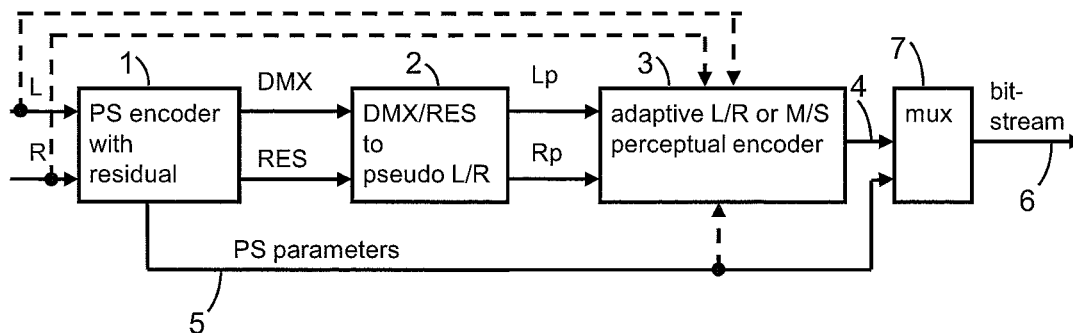 1
L
R
PS encoder
with
residual
DMX
RES
2
DMX/RES
to
pseudo L/R
Lp
Rp
3
adaptive L/R or M/S
perceptual encoder
4
7
mux
bit-
stream
6
PS parameters
5